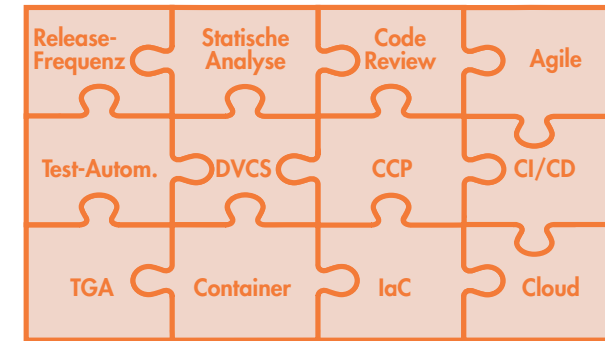 Release-
Frequenz
Statische
Analyse
Code
Review
Agile
Test-Autom.
DVCS
CCP
CI/CD
TGA
Container
IaC
Cloud